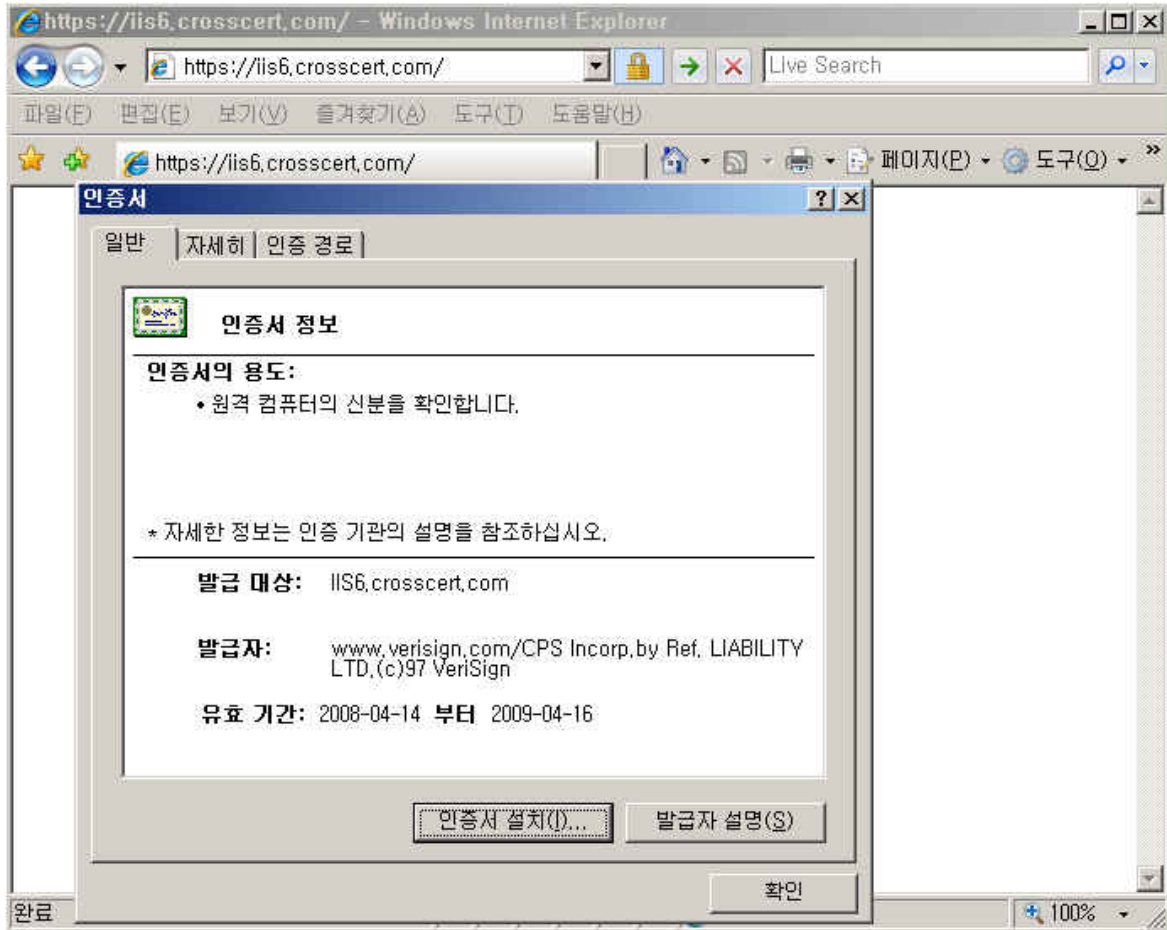 https://iis6.crosscert.com/ - Windows Internet Explorer
https://iis6.crosscert.com/
Live Search
파일(F) 편집(E) 보기(V) 즐겨찾기(A) 도구(T) 도움말(H)
https://iis6.crosscert.com/
페이지(P)
도구(O)
»
인증서
일반
자세히
인증 경로
인증서 정보
인증서의 용도:
• 원격 컴퓨터의 신분을 확인합니다.
* 자세한 정보는 인증 기관의 설명을 참조하십시오.
발급 대상: IIS6.crosscert.com
발급자: www.verisign.com/CPS Incorp.by Ref. LIABILITY
LTD.(c)97 VeriSign
유효 기간: 2008-04-14 부터 2009-04-16
인증서 설치(I)...
발급자 설명(S)
확인
완료
100%